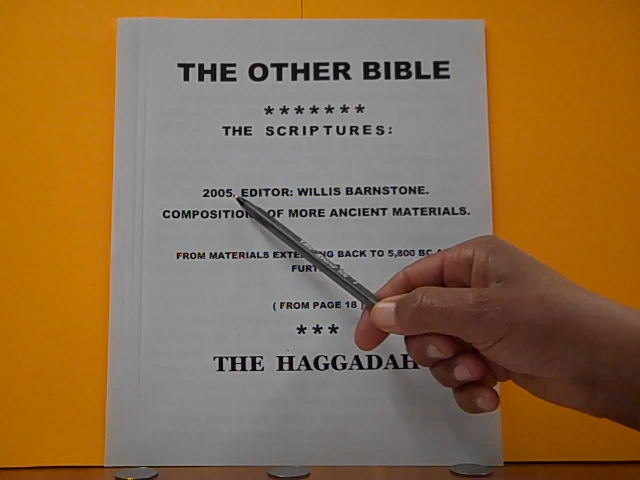 THE OTHER BIBLE
*******
THE SCRIPTURES:
2005. EDITOR: WILLIS BARNSTONE.
OF MORE ANCIENT MATERIALS.
FROM MATERIALS BACK TO 5,800 BC
( FROM PAGE 18 )
***
THE HAGGADAH